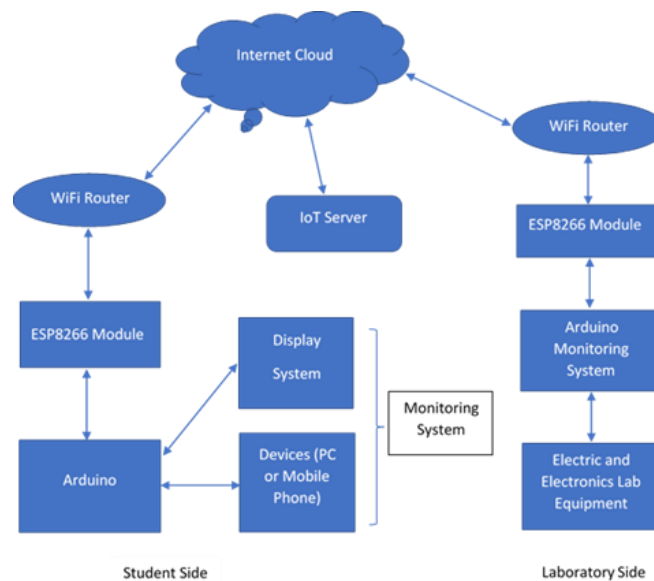 Internet Cloud
WiFi Router
WiFi Router
IoT Server
ESP8266 Module
ESP8266 Module
Display
System
Arduino
Monitoring
System
Monitoring
System
Devices (PC
or Mobile
Phone)
Arduino
Electric and
Electronics Lab
Equipment
Student Side
Laboratory Side